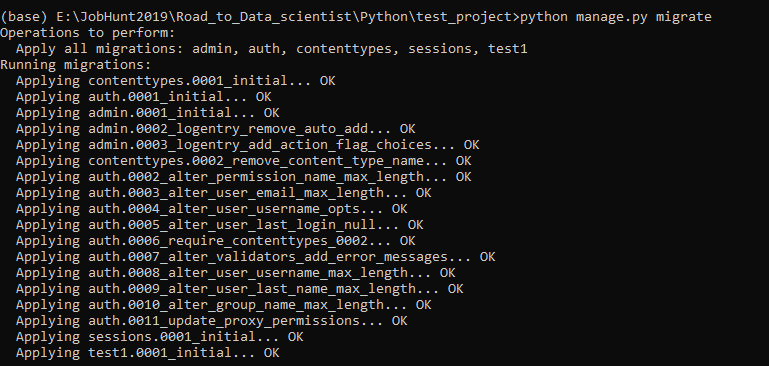 (base) E:\JobHunt2019\Road_to_Data_scientist\Python\test_project>python manage.py migrate
Operations to perform:
  Apply all migrations: admin, auth, contenttypes, sessions, test1
Running migrations:
  Applying contenttypes.0001_initial... OK
  Applying auth.0001_initial... OK
  Applying admin.0001_initial... OK
  Applying admin.0002_logentry_remove_auto_add... OK
  Applying admin.0003_logentry_add_action_flag_choices... OK
  Applying contenttypes.0002_remove_content_type_name... OK
  Applying auth.0002_alter_permission_name_max_length... OK
  Applying auth.0003_alter_user_email_max_length... OK
  Applying auth.0004_alter_user_username_opts... OK
  Applying auth.0005_alter_user_last_login_null... OK
  Applying auth.0006_require_contenttypes_0002... OK
  Applying auth.0007_alter_validators_add_error_messages... OK
  Applying auth.0008_alter_user_username_max_length... OK
  Applying auth.0009_alter_user_last_name_max_length... OK
  Applying auth.0010_alter_group_name_max_length... OK
  Applying auth.0011_update_proxy_permissions... OK
  Applying sessions.0001_initial... OK
  Applying test1.0001_initial... OK